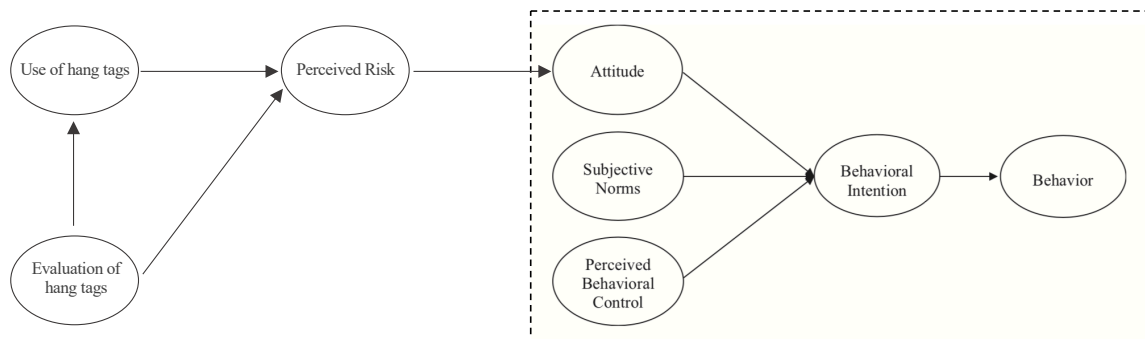 Use of hang tags
Perceived Risk
Attitude
Subjective
Norms
Behavioral
Intention
Behavior
Evaluation of
hang tags
Perceived
Behavioral
Control